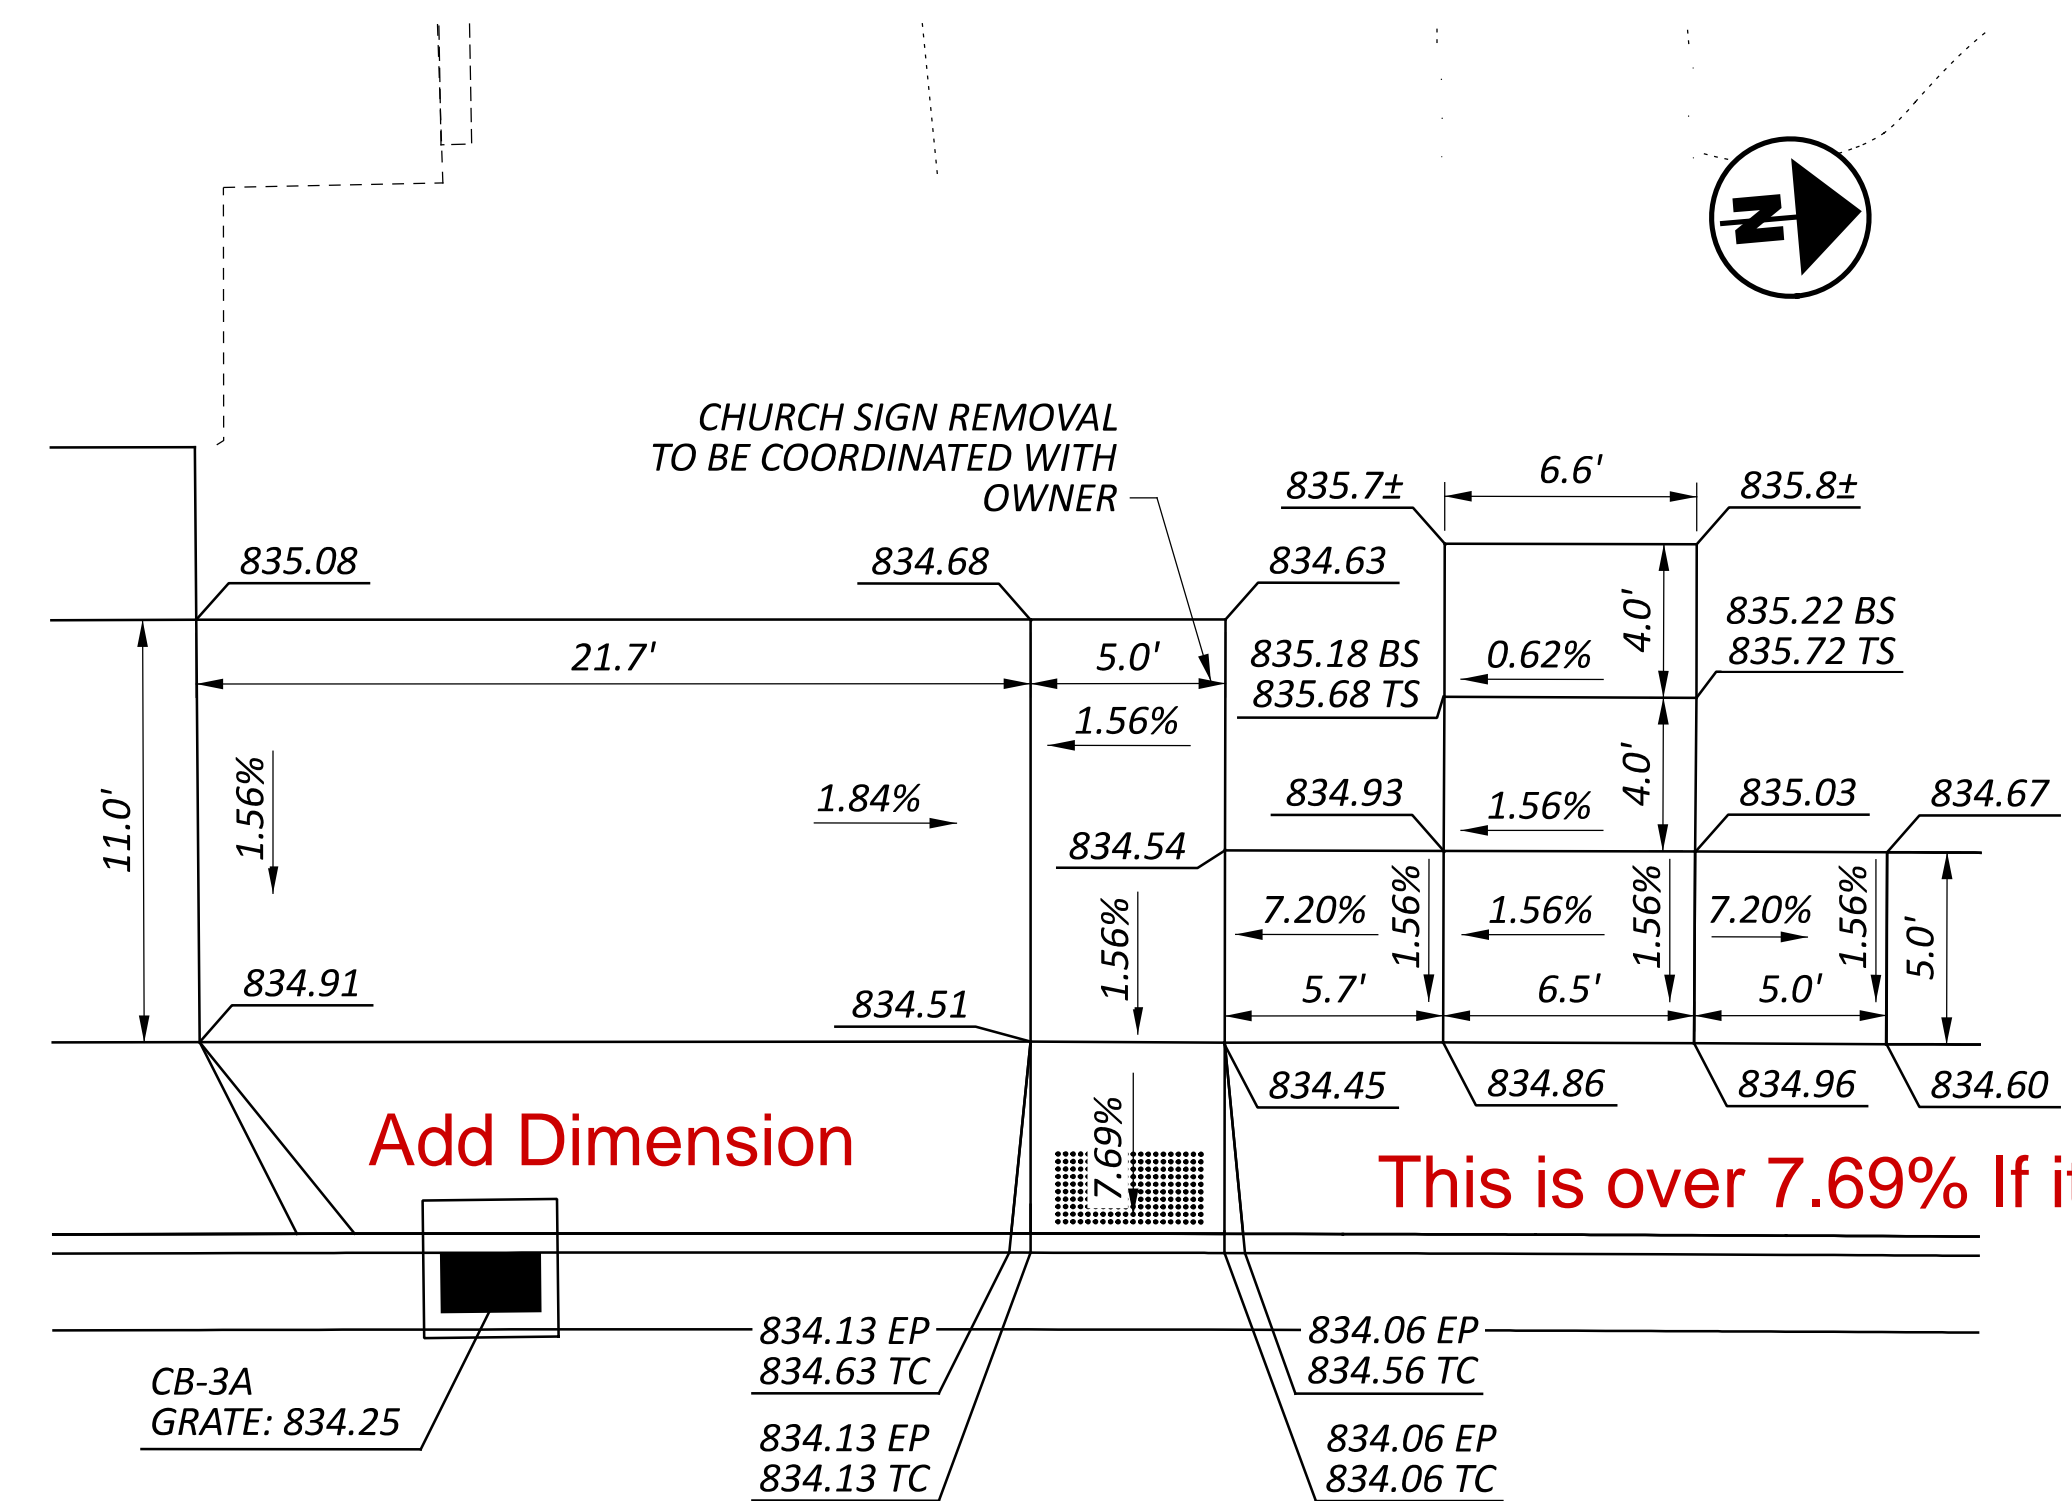 N
CHURCH SIGN REMOVAL
TO BE COORDINATED WITH
OWNER
835.7±
6.6'
835.8±
835.08
834.68
834.63
4.0'
835.22 BS
835.72 TS
21.7'
5.0'
835.18 BS
835.68 TS
0.62%
1.56%
4.0'
11.0'
1.56%
1.84%
834.93
1.56%
835.03
834.67
834.54
7.20%
1.56%
1.56%
1.56%
7.20%
1.56%
5.0'
1.56%
834.91
834.51
5.7'
6.5'
5.0'
834.45
834.86
834.96
834.60
Add Dimension
7.69%
This is over 7.69% If it
834.13 EP
834.63 TC
834.06 EP
834.56 TC
CB-3A
GRATE: 834.25
834.13 EP
834.13 TC
834.06 EP
834.06 TC